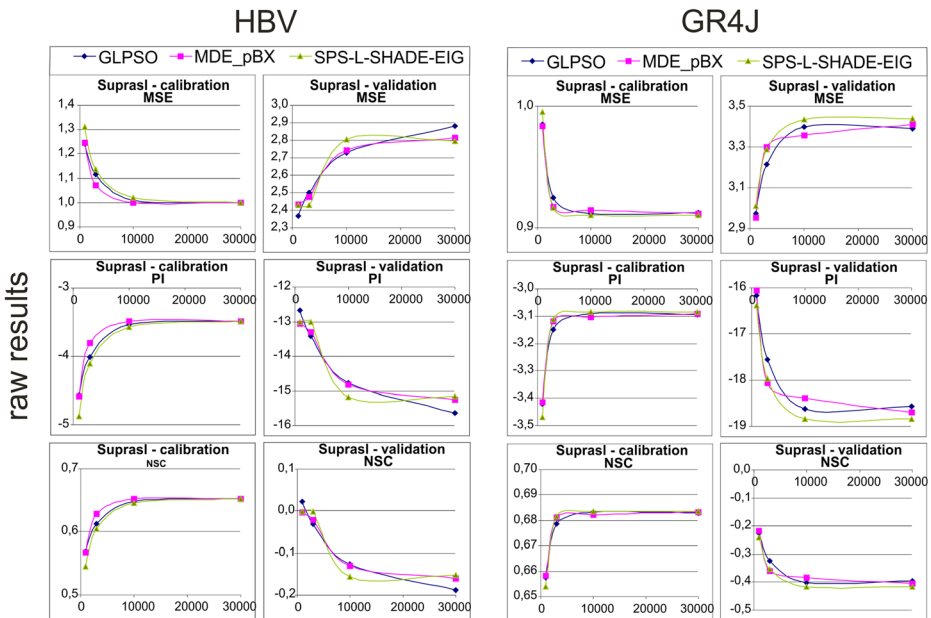 HBV
GLPSO MDE_pBX SPS-L-SHADE-EIG
raw results
Suprasl - calibration
MSE
1,4
1,3
1,2
1,1
1,0
0,9
0 10000 20000 30000
Suprasl - validation
MSE
3,0
2,9
2,8
2,7
2,6
2,5
2,4
2,3
0 10000 20000 30000
Suprasl - calibration
PI
0 10000 20000 30000
-3
-4
-5
Suprasl - validation
PI
0 10000 20000 30000
-12
-13
-14
-15
-16
Suprasl - calibration
NSC
0,7
0,6
0,5
0 10000 20000 30000
Suprasl - validation
NSC
0,1
0,0
-0,1
-0,2
0 10000 20000 30000
GR4J
GLPSO MDE_pBX SPS-L-SHADE-EIG
Suprasl - calibration
MSE
1,0
0,9
0 10000 20000 30000
Suprasl - validation
MSE
3,5
3,3
3,1
2,9
0 10000 20000 30000
Suprasl - calibration
PI
0 10000 20000 30000
-3,0
-3,1
-3,2
-3,3
-3,4
-3,5
Suprasl - validation
PI
0 10000 20000 30000
-16
-17
-18
-19
Suprasl - calibration
NSC
0,70
0,69
0,68
0,67
0,66
0,65
0 10000 20000 30000
Suprasl - validation
NSC
0 10000 20000 30000
0,0
-0,1
-0,2
-0,3
-0,4
-0,5